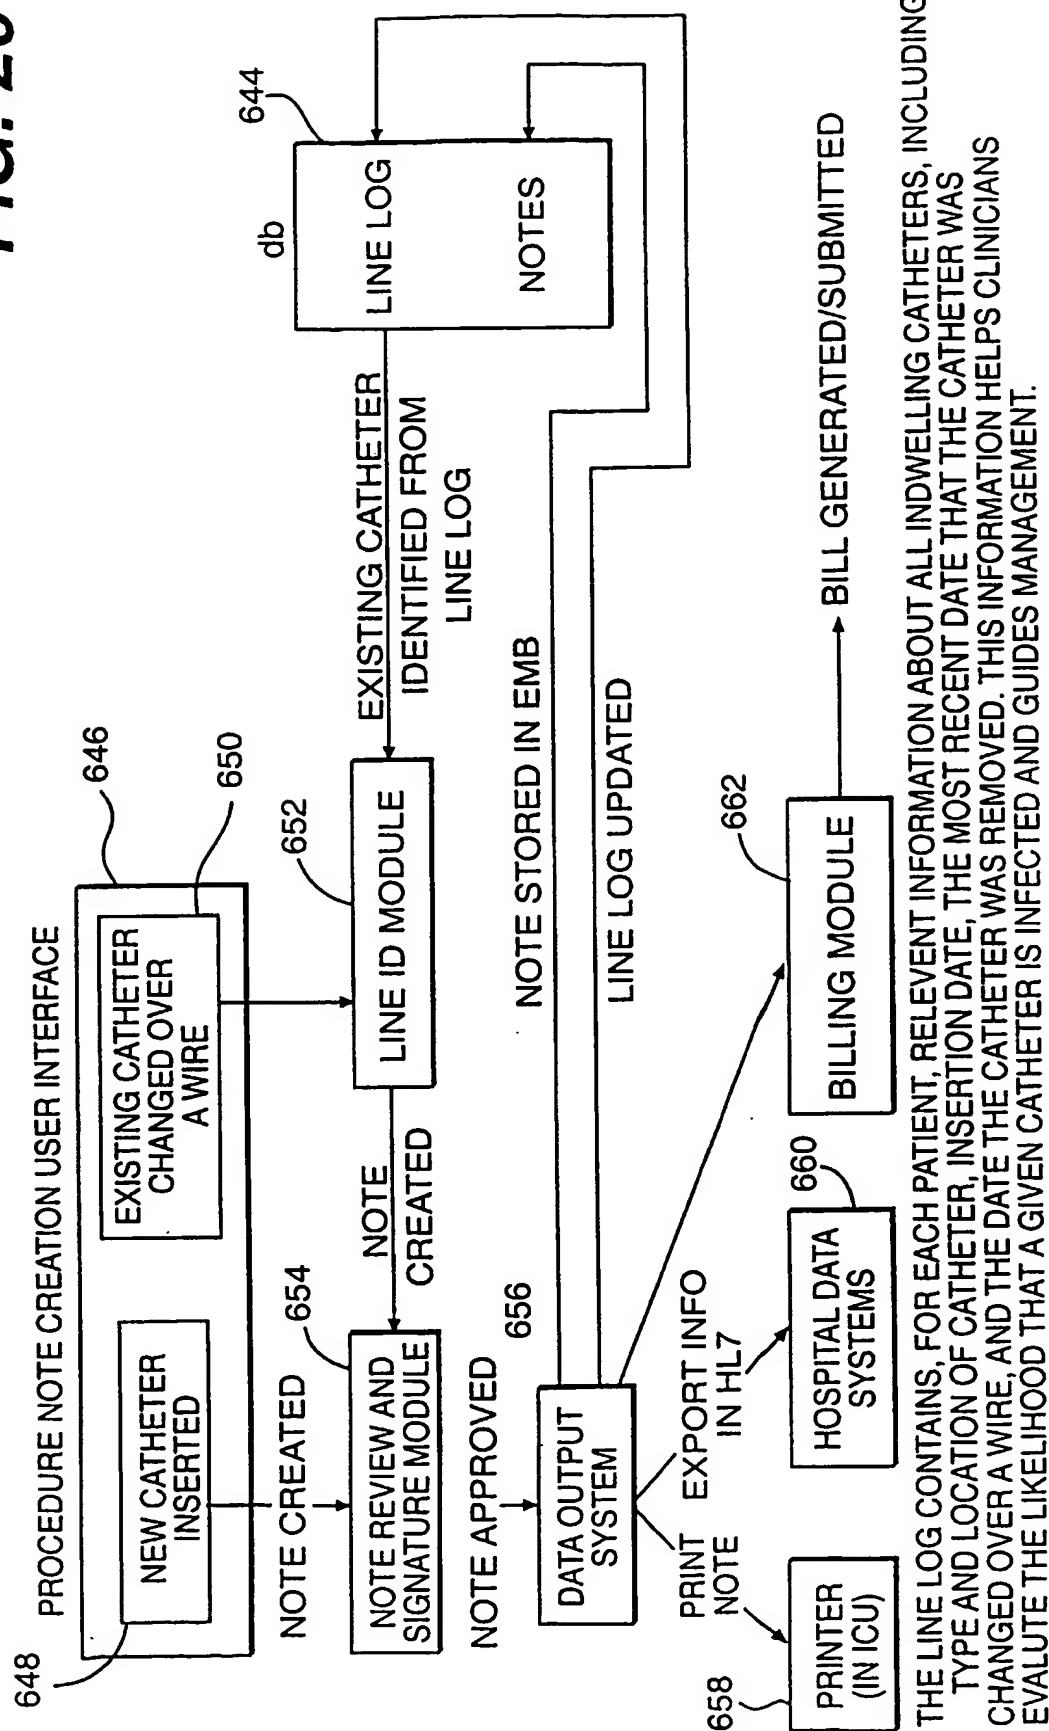 FIG. 20
PROCEDURE NOTE CREATION USER INTERFACE
646
648
NEW CATHETER
INSERTED
EXISTING CATHETER
CHANGED OVER
A WIRE
650
644
db
LINE LOG
NOTES
NOTE CREATED
654
NOTE REVIEW AND
SIGNATURE MODULE
NOTE
CREATED
652
LINE ID MODULE
EXISTING CATHETER
IDENTIFIED FROM
LINE LOG
NOTE APPROVED
656
DATA OUTPUT
SYSTEM
NOTE STORED IN EMB
LINE LOG UPDATED
PRINT
NOTE
EXPORT INFO
IN HL7
658
PRINTER
(IN ICU)
660
HOSPITAL DATA
SYSTEMS
662
BILLING MODULE
BILL GENERATED/SUBMITTED
THE LINE LOG CONTAINS, FOR EACH PATIENT, RELEVENT INFORMATION ABOUT ALL INDWELLING CATHETERS, INCLUDING
TYPE AND LOCATION OF CATHETER, INSERTION DATE, THE MOST RECENT DATE THAT THE CATHETER WAS
CHANGED OVER A WIRE, AND THE DATE THE CATHETER WAS REMOVED. THIS INFORMATION HELPS CLINICIANS
EVALUTE THE LIKELIHOOD THAT A GIVEN CATHETER IS INFECTED AND GUIDES MANAGEMENT.